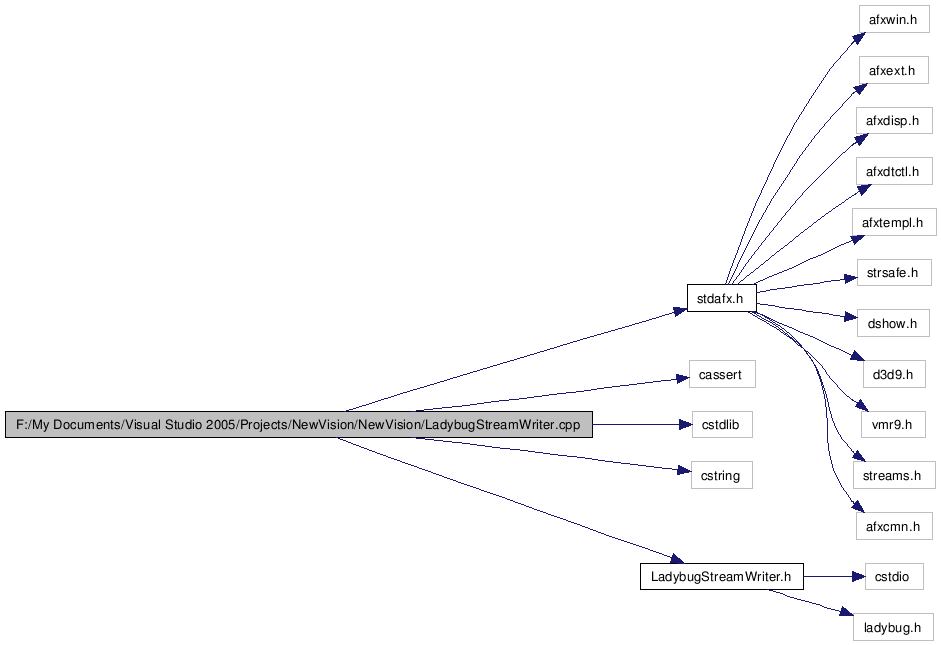 afxwin.h
afxext.h
afxdisp.h
afxdtctl.h
afxtempl.h
strsafe.h
stdafx.h
dshow.h
d3d9.h
cassert
vmr9.h
F:/My Documents/Visual Studio 2005/Projects/NewVision/NewVision/LadybugStreamWriter.cpp
cstdlib
cstring
streams.h
afxcmn.h
LadybugStreamWriter.h
cstdio
ladybug.h